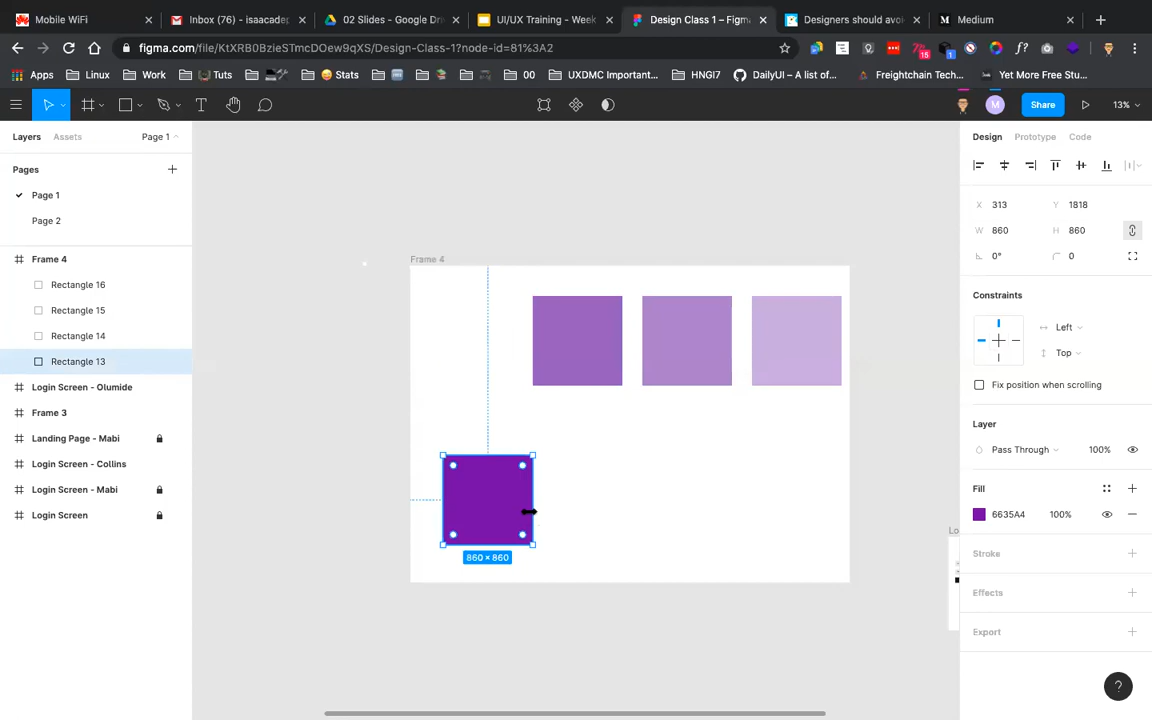 Mobile WiFi
Inbox (76) - isaacadep
02 Slides - Google Dri
UI/UX Training - Week
Design Class 1 – Figm
Designers should avoi
Medium
figma.com/file/KtXRB0BzieSTmcDOew9qXS/Design-Class-1?node-id=81%3A2
15
f?
1
Apps
Linux
Work
Tuts
Stats
00
UXDMC Important...
HNGI7
DailyUI – A list of...
Freightchain Tech...
Yet More Free Stu...
M
Share
13%
Layers
Assets
Page 1
Design
Prototype
Code
Pages
Page 1
Page 2
X 313
Y 1818
W 860
H 860
0°
0
Frame 4
Rectangle 16
Rectangle 15
Rectangle 14
Rectangle 13
Login Screen - Olumide
Frame 3
Landing Page - Mabi
Login Screen - Collins
Login Screen - Mabi
Login Screen
Frame 4
860 × 860
Lo
Constraints
Left
Top
Fix position when scrolling
Layer
Pass Through
100%
Fill
6635A4
100%
Stroke
Effects
Export
?